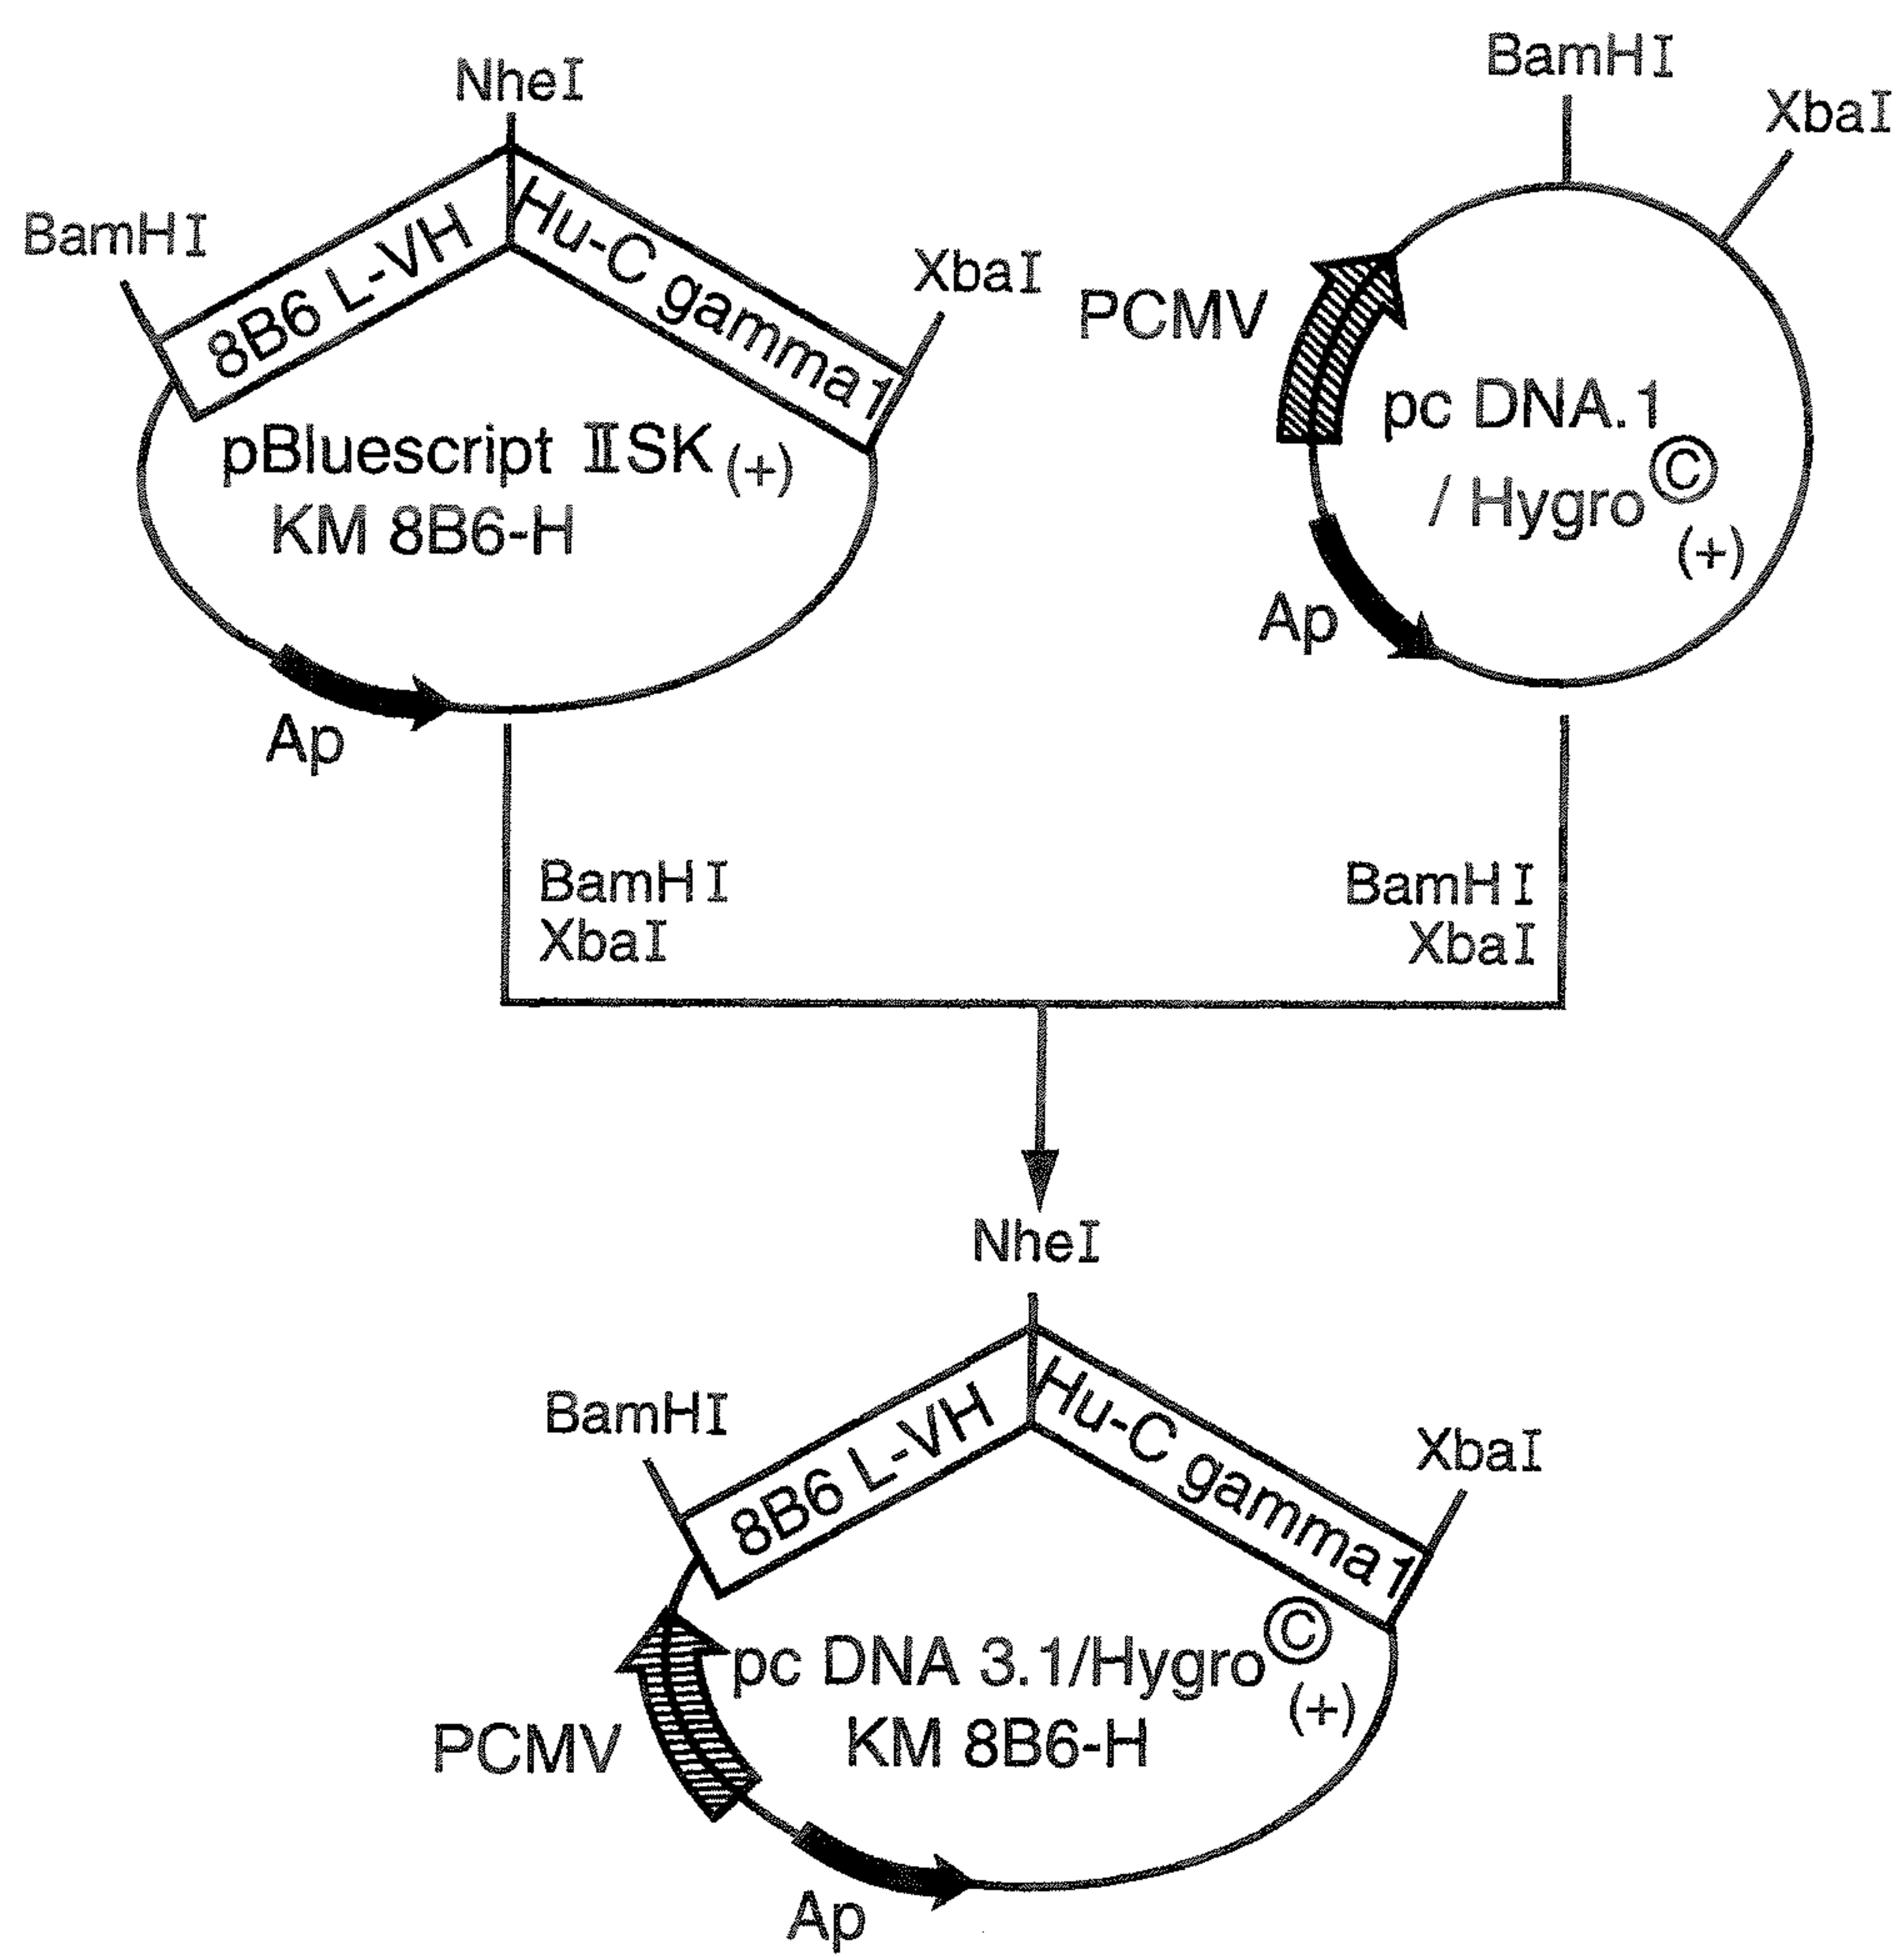 NheI
BamHI
8B6 L-VH
Hu-C gamma1
XbaI
pBluescript ⅡSK (+)
KM 8B6-H
Ap
BamHI
XbaI
PCMV
pc DNA.1
/ Hygro Ⓒ
(+)
Ap
BamHI
XbaI
BamHI
XbaI
NheI
BamHI
8B6 L-VH
Hu-C gamma1
XbaI
PCMV
pc DNA 3.1/Hygro Ⓒ
(+)
KM 8B6-H
Ap